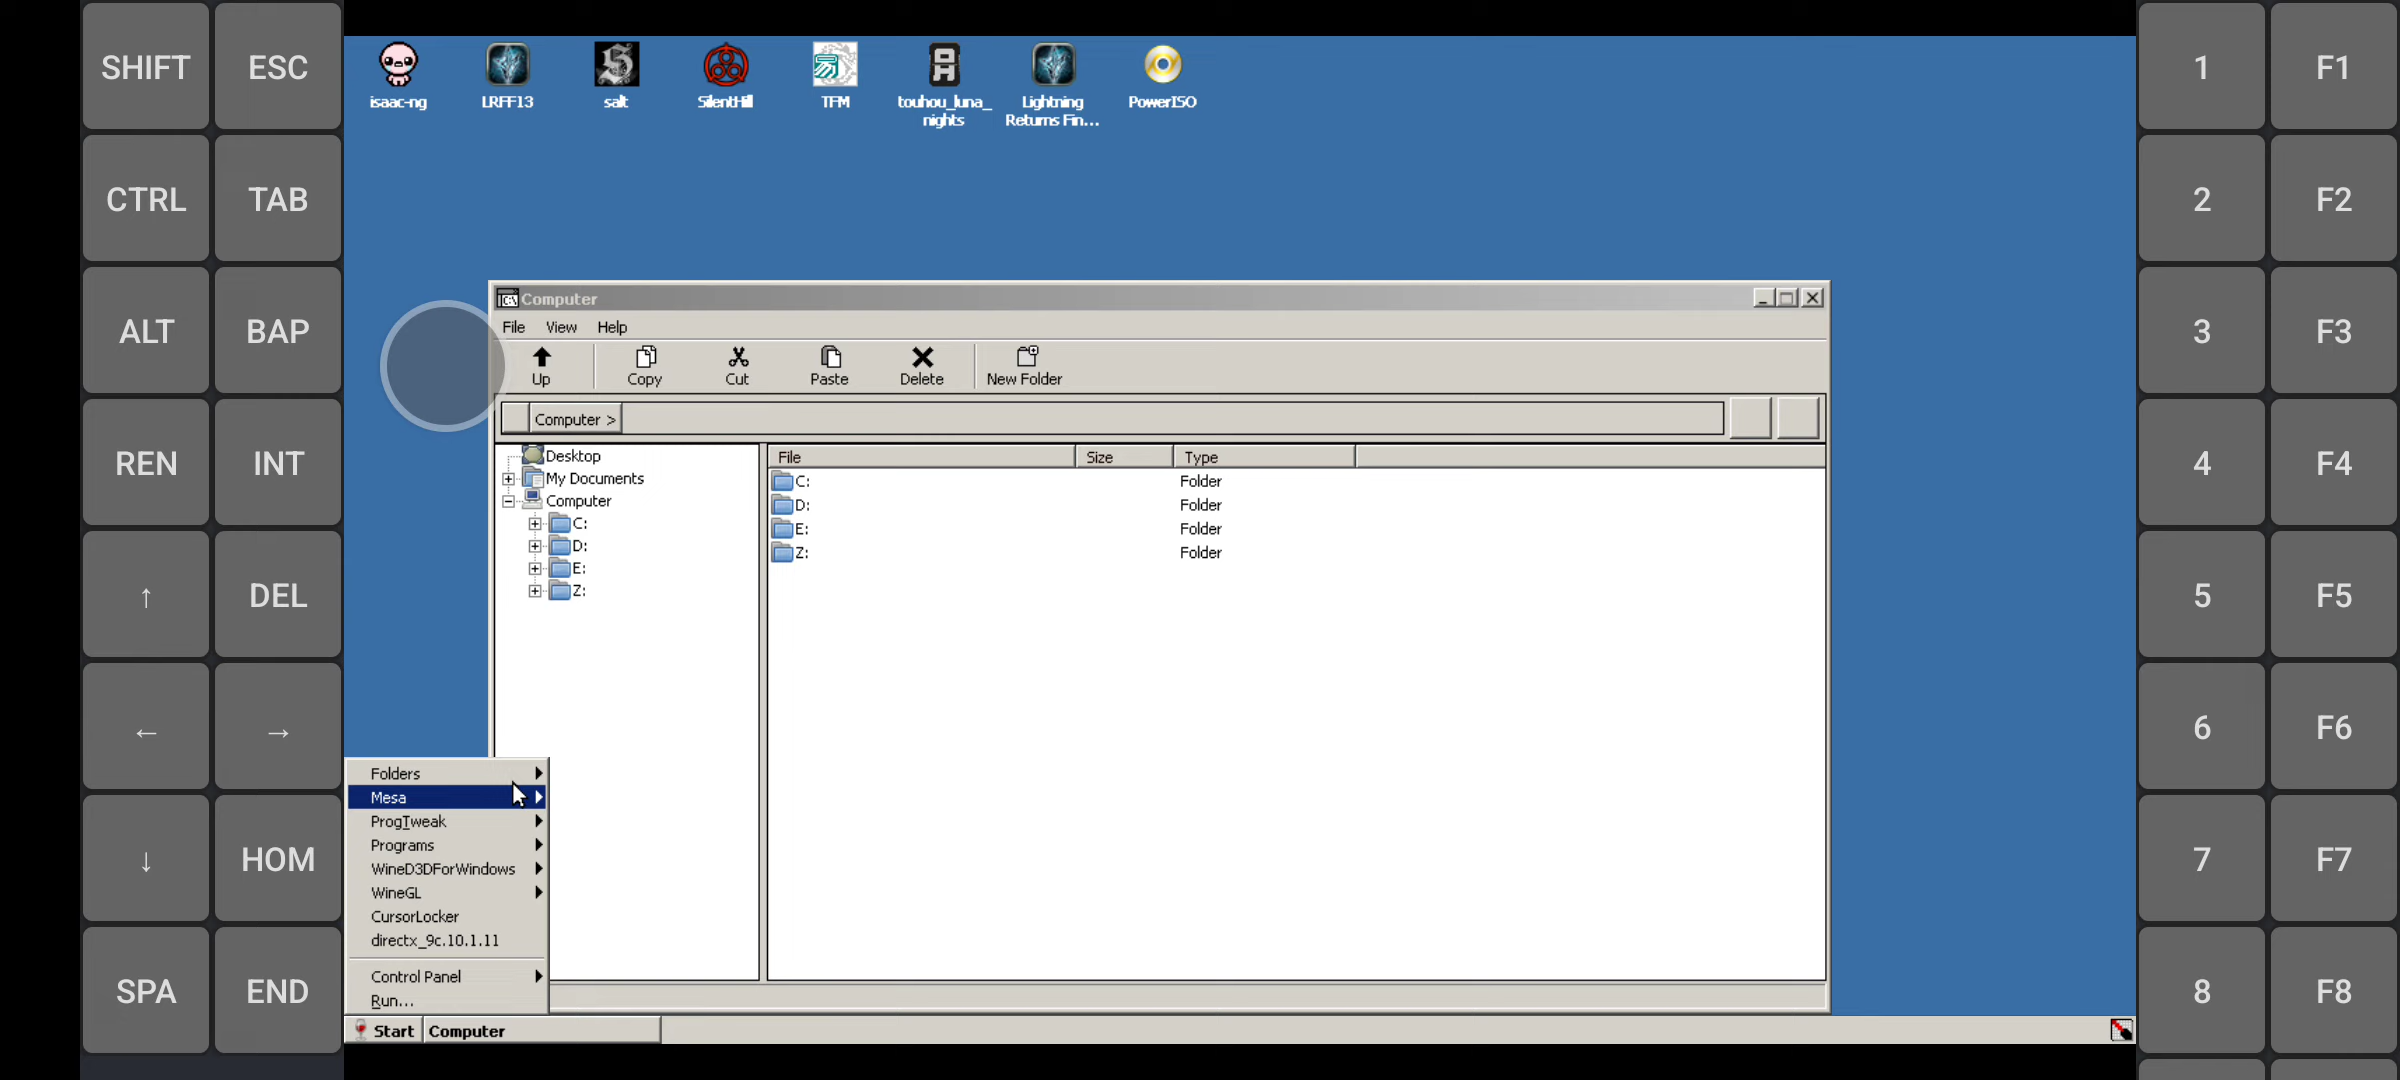 SHIFT
ESC
CTRL
TAB
ALT
BAP
REN
INT
↑
DEL
←
→
↓
HOM
SPA
END
isaac-ng
LRFF13
salt
SilentHill
TFM
touhou_luna_
nights
Lightning
Returns Fin...
PowerISO
Computer
File View Help
Up
Copy
Cut
Paste
Delete
New Folder
Computer >
Desktop
My Documents
Computer
C:
D:
E:
Z:
File Size Type
C: Folder
D: Folder
E: Folder
Z: Folder
Folders
Mesa
ProgTweak
Programs
WineD3DForWindows
WineGL
CursorLocker
directx_9c.10.1.11
Control Panel
Run...
Start
Computer
1
F1
2
F2
3
F3
4
F4
5
F5
6
F6
7
F7
8
F8